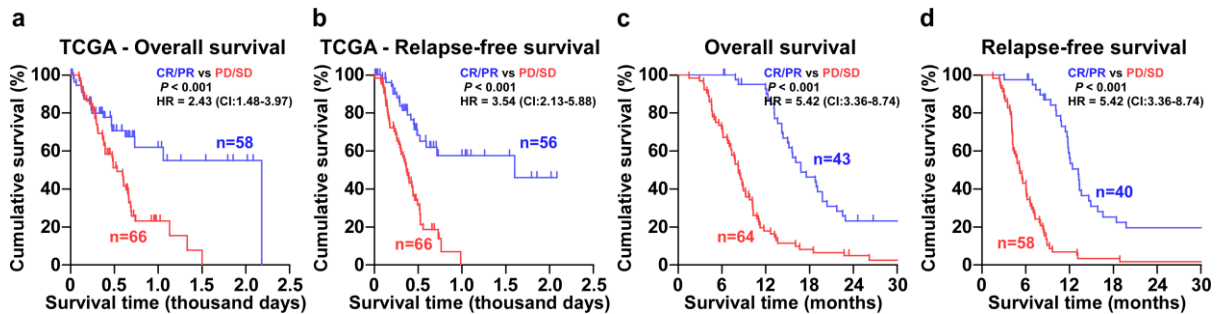 a
TCGA - Overall survival
CR/PR vs PD/SD
P < 0.001
HR = 2.43 (CI:1.48-3.97)
n=58
n=66
Cumulative survival (%)
100
80
60
40
20
0
0.0 0.5 1.0 1.5 2.0 2.5
Survival time (thousand days)
b
TCGA - Relapse-free survival
CR/PR vs PD/SD
P < 0.001
HR = 3.54 (CI:2.13-5.88)
n=56
n=66
Cumulative survival (%)
100
80
60
40
20
0
0.0 0.5 1.0 1.5 2.0 2.5
Survival time (thousand days)
c
Overall survival
CR/PR vs PD/SD
P < 0.001
HR = 5.42 (CI:3.36-8.74)
n=43
n=64
Cumulative survival (%)
100
80
60
40
20
0
0 6 12 18 24 30
Survival time (months)
d
Relapse-free survival
CR/PR vs PD/SD
P < 0.001
HR = 5.42 (CI:3.36-8.74)
n=40
n=58
Cumulative survival (%)
100
80
60
40
20
0
0 6 12 18 24 30
Survival time (months)